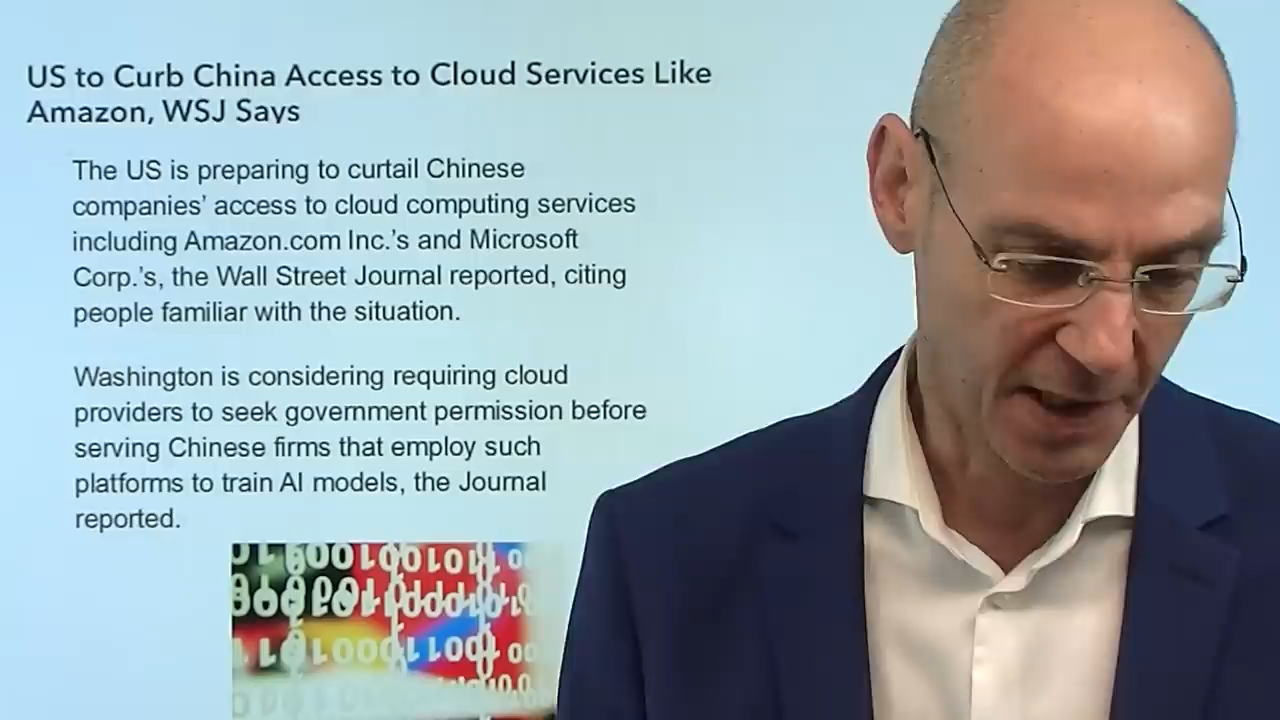 US to Curb China Access to Cloud Services Like
Amazon, WSJ Says
The US is preparing to curtail Chinese
companies’ access to cloud computing services
including Amazon.com Inc.’s and Microsoft
Corp.’s, the Wall Street Journal reported, citing
people familiar with the situation.
Washington is considering requiring cloud
providers to seek government permission before
serving Chinese firms that employ such
platforms to train AI models, the Journal
reported.